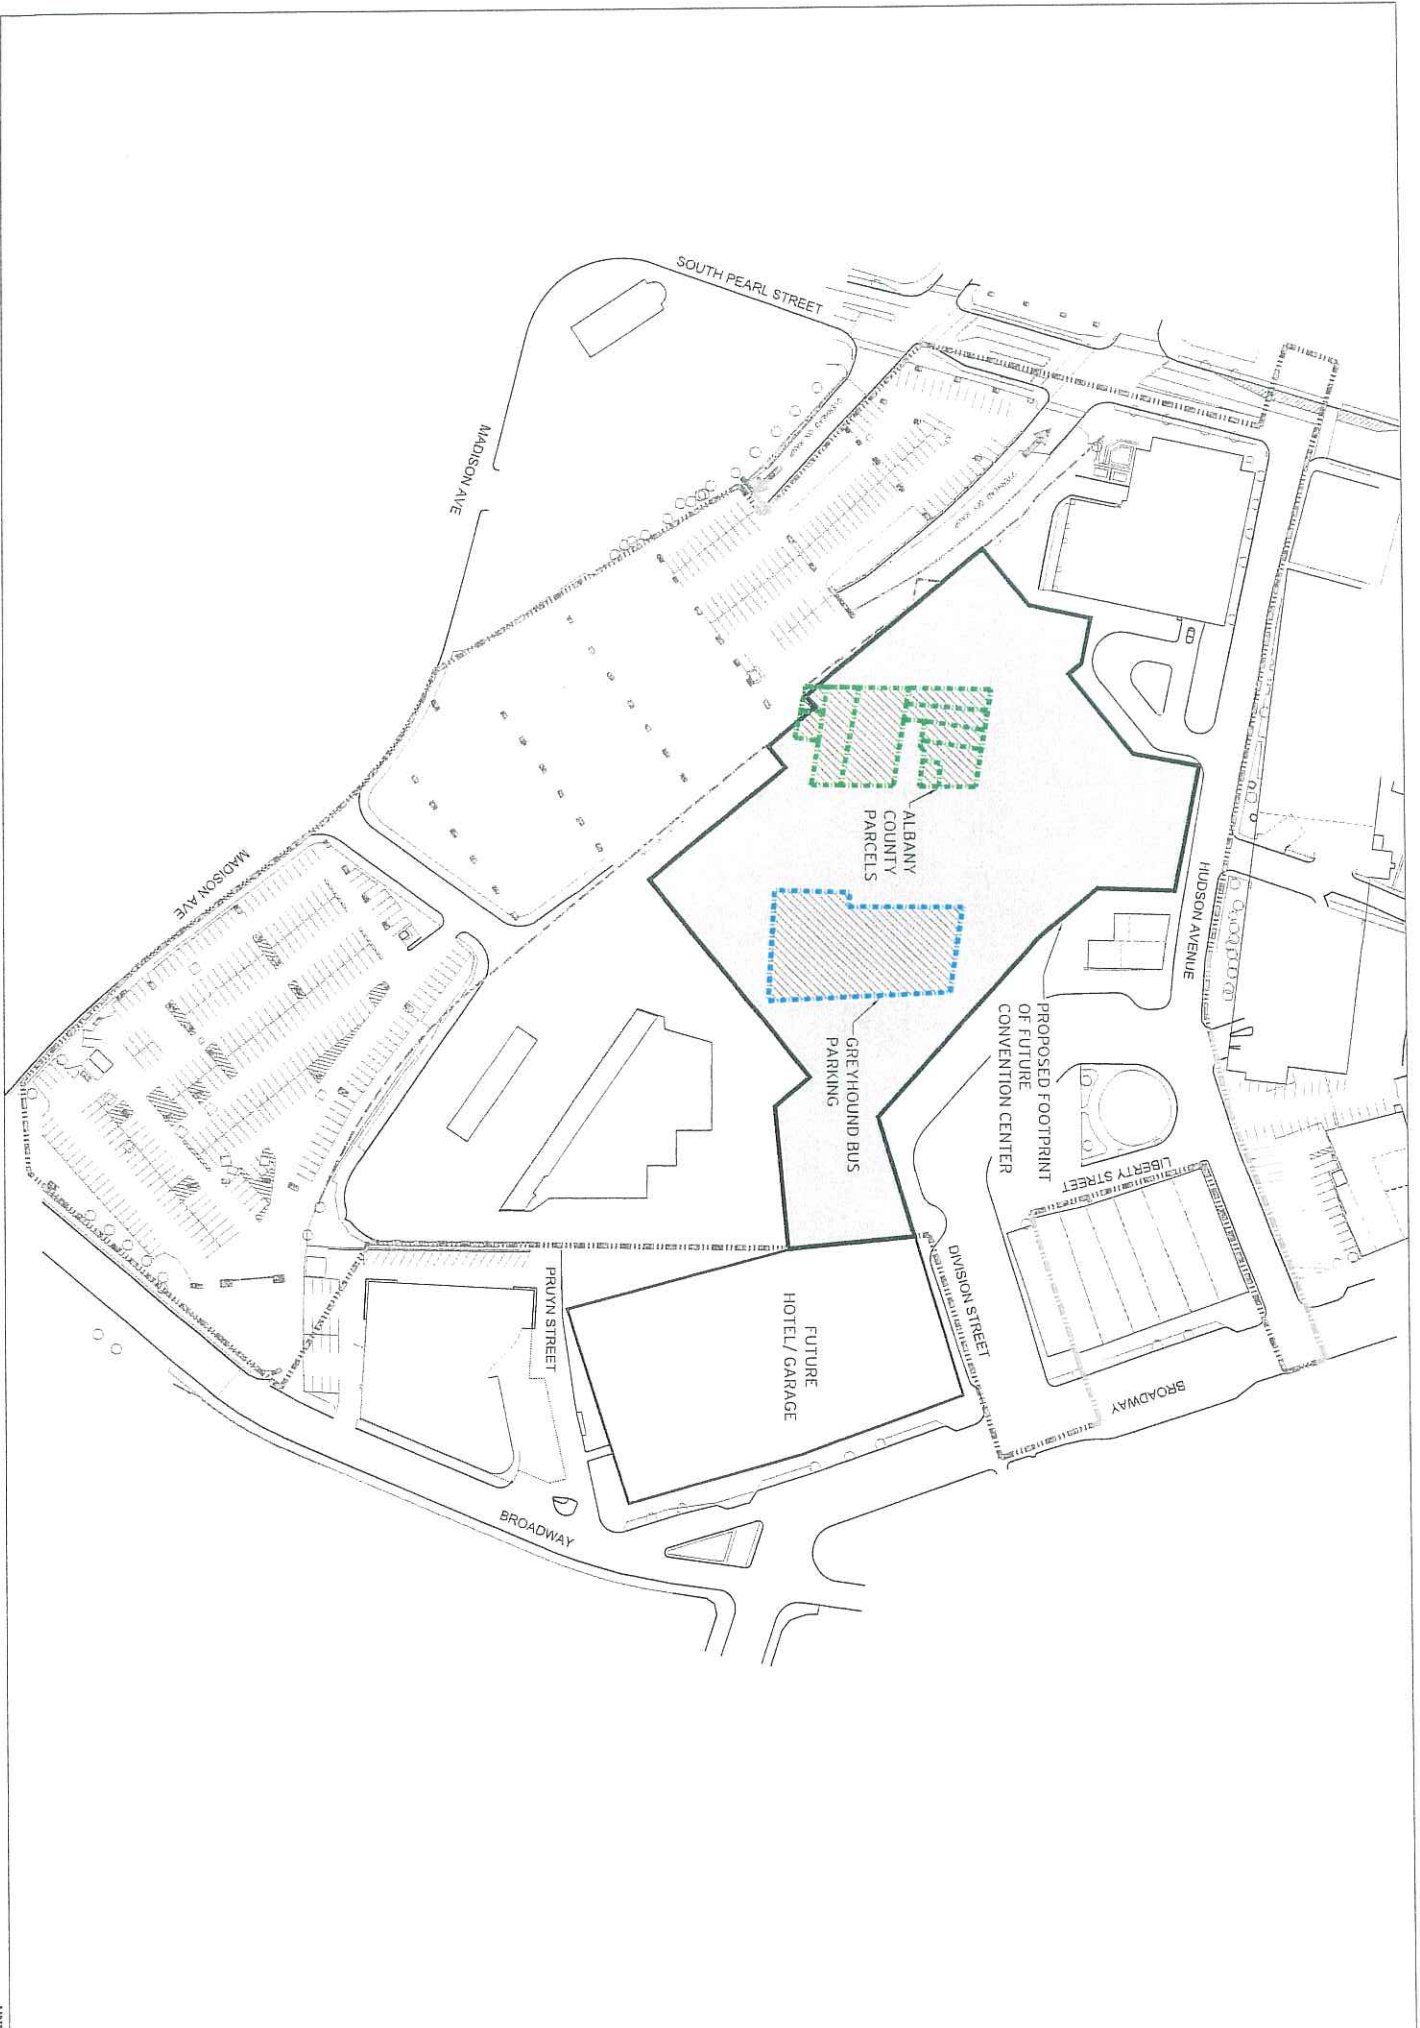 SOUTH PEARL STREET
MADISON AVE
MADISON AVE
HUDSON AVENUE
ALBANY
COUNTY
PARCELS
GREYHOUND BUS
PARKING
PROPOSED FOOTPRINT
OF FUTURE
CONVENTION CENTER
LIBERTY STREET
DIVISION STREET
BROADWAY
FUTURE
HOTEL/ GARAGE
PRUYN STREET
BROADWAY